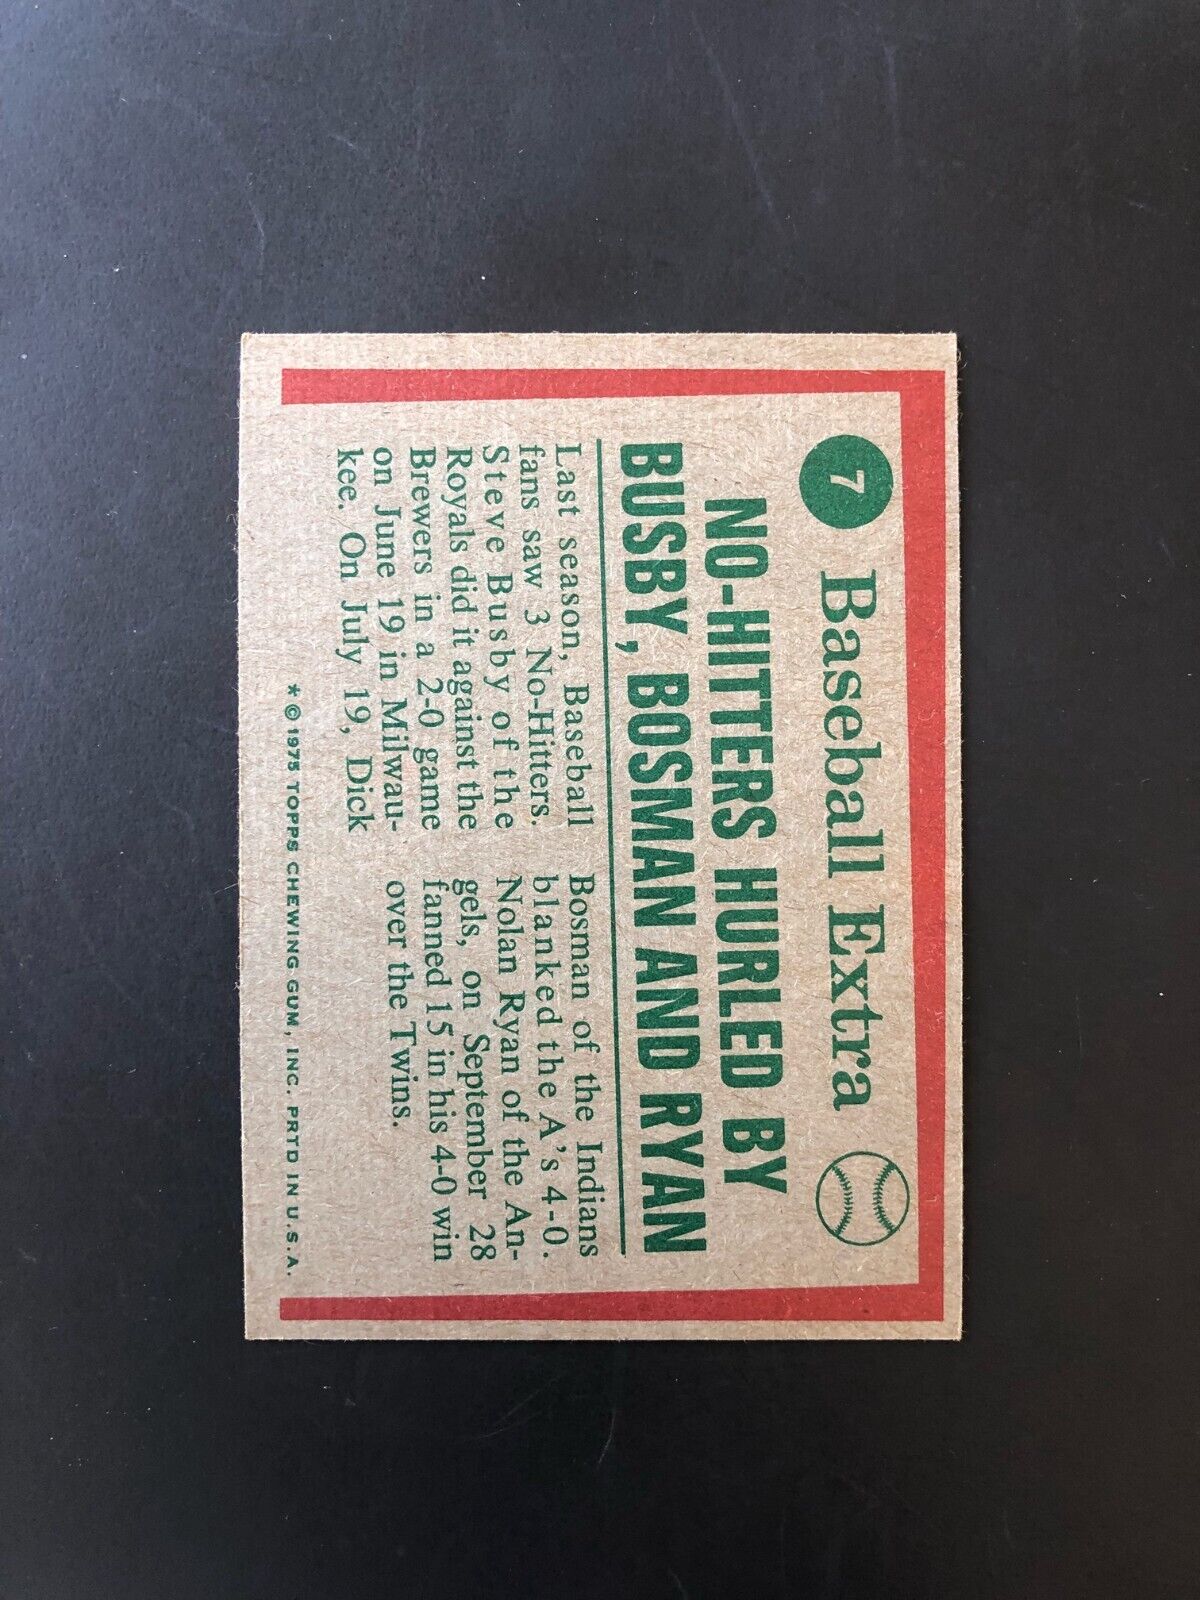 7 Baseball Extra
NO-HITTERS HURLED BY
BUSBY, BOSMAN AND RYAN
Last season, Baseball
fans saw 3 No-Hitters.
Steve Busby of the
Royals did it against the
Brewers in a 2-0 game
on June 19 in Milwau-
kee. On July 19, Dick
Bosman of the Indians
blanked the A's 4-0.
Nolan Ryan of the An-
gels, on September 28
fanned 15 in his 4-0 win
over the Twins.
* © 1975 TOPPS CHEWING GUM, INC. PRTD IN U.S.A.